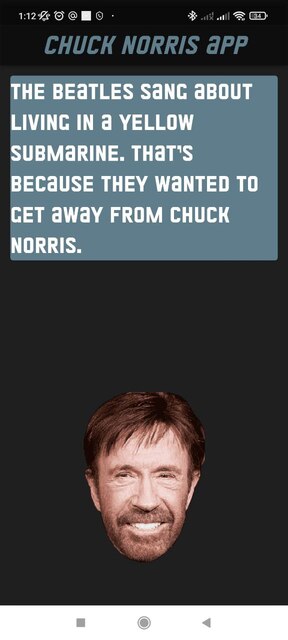 1:12
84
CHUCK NORRIS aPP
THE BEaTLES SaNG aBOUT
LIVING IN a YELLOW
SUBMaRINE. THaT'S
BECaUSE THEY WaNTED TO
GET aWaY FROM CHUCK
NORRIS.